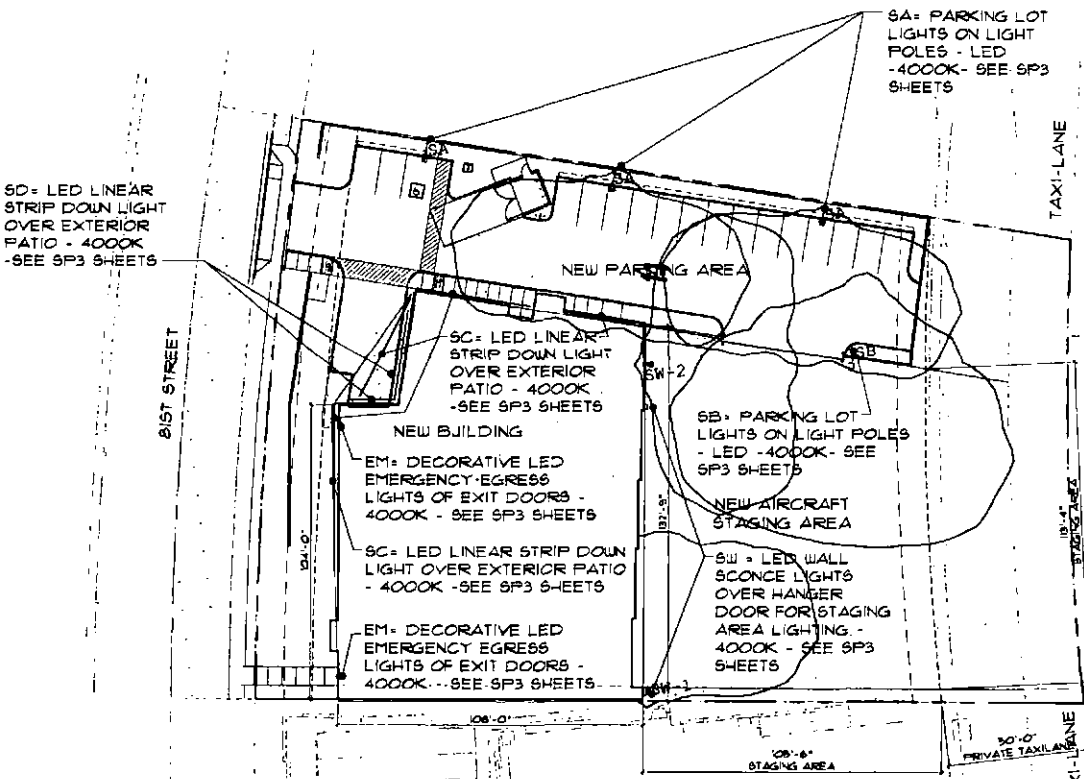 SA= PARKING LOT
LIGHTS ON LIGHT
POLES - LED
-4000K- SEE SP3
SHEETS
TAXI-LANE
SD= LED LINEAR
STRIP DOWN LIGHT
OVER EXTERIOR
PATIO - 4000K
-SEE SP3 SHEETS
SA
SA
NEW PARKING AREA
81ST STREET
SC= LED LINEAR
STRIP DOWN LIGHT
OVER EXTERIOR
PATIO - 4000K
-SEE SP3 SHEETS
SW-2
SB
NEW BUILDING
SB= PARKING LOT
LIGHTS ON LIGHT POLES
- LED -4000K- SEE
SP3 SHEETS
EM= DECORATIVE LED
EMERGENCY EGRESS
LIGHTS OF EXIT DOORS -
4000K - SEE SP3 SHEETS
NEW AIRCRAFT
STAGING AREA
132'-9"
131'-4"
STAGING AREA
104'-0"
SC= LED LINEAR STRIP DOWN
LIGHT OVER EXTERIOR PATIO
- 4000K -SEE SP3 SHEETS
SW = LED WALL
SCONCE LIGHTS
OVER HANGER
DOOR FOR STAGING
AREA LIGHTING -
4000K - SEE SP3
SHEETS
EM= DECORATIVE LED
EMERGENCY EGRESS
LIGHTS OF EXIT DOORS -
4000K - SEE SP3 SHEETS
SW-1
108'-0"
STAGING AREA
50'-0"
PRIVATE TAXILANE